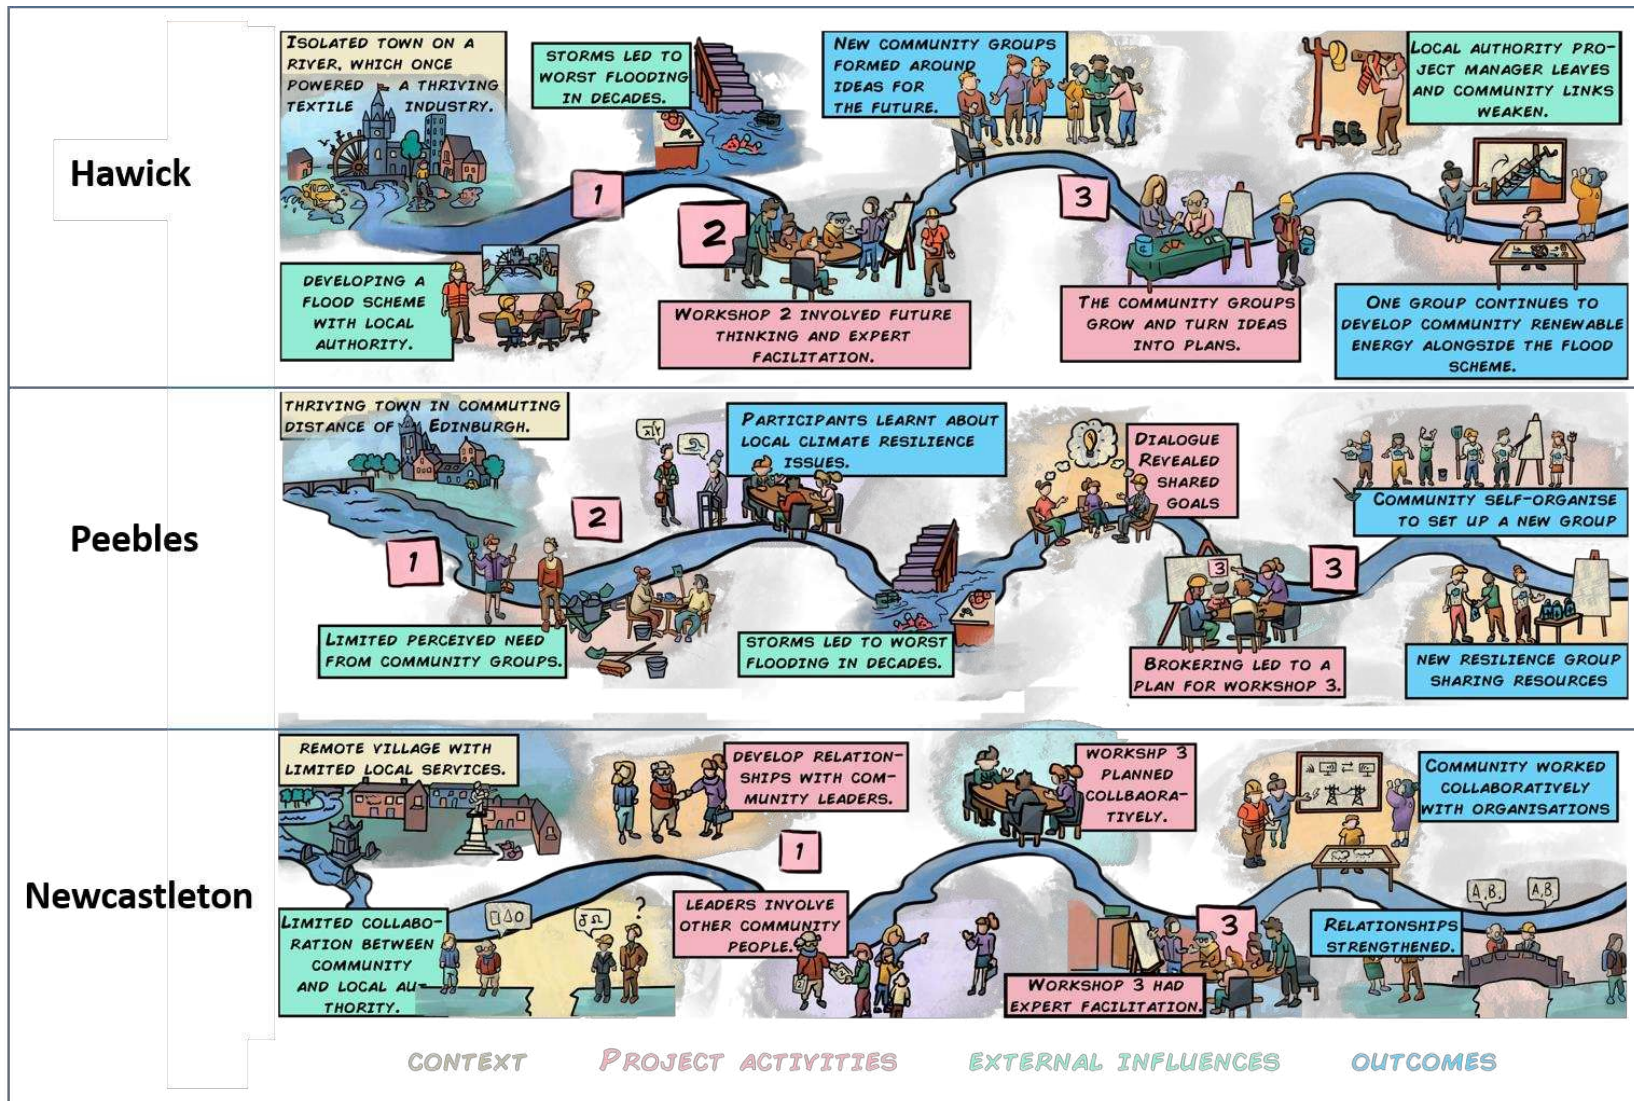 Hawick
ISOLATED TOWN ON A
RIVER, WHICH ONCE
POWERED A THRIVING
TEXTILE INDUSTRY.
DEVELOPING A
FLOOD SCHEME
WITH LOCAL
AUTHORITY.
1
STORMS LED TO
WORST FLOODING
IN DECADES.
2
WORKSHOP 2 INVOLVED FUTURE
THINKING AND EXPERT
FACILITATION.
NEW COMMUNITY GROUPS
FORMED AROUND
IDEAS FOR
THE FUTURE.
3
THE COMMUNITY GROUPS
GROW AND TURN IDEAS
INTO PLANS.
LOCAL AUTHORITY PRO-
JECT MANAGER LEAVES
AND COMMUNITY LINKS
WEAKEN.
ONE GROUP CONTINUES TO
DEVELOP COMMUNITY RENEWABLE
ENERGY ALONGSIDE THE FLOOD
SCHEME.
Peebles
THRIVING TOWN IN COMMUTING
DISTANCE OF EDINBURGH.
1
LIMITED PERCEIVED NEED
FROM COMMUNITY GROUPS.
2
PARTICIPANTS LEARNT ABOUT
LOCAL CLIMATE RESILIENCE
ISSUES.
STORMS LED TO WORST
FLOODING IN DECADES.
DIALOGUE
REVEALED
SHARED
GOALS
3
BROKERING LED TO A
PLAN FOR WORKSHOP 3.
3
COMMUNITY SELF-ORGANISE
TO SET UP A NEW GROUP
NEW RESILIENCE GROUP
SHARING RESOURCES
Newcastleton
REMOTE VILLAGE WITH
LIMITED LOCAL SERVICES.
LIMITED COLLABO-
RATION BETWEEN
COMMUNITY
AND LOCAL AU-
THORITY.
□Δ○
δΩ
?
DEVELOP RELATION-
SHIPS WITH COM-
MUNITY LEADERS.
1
LEADERS INVOLVE
OTHER COMMUNITY
PEOPLE.
WORKSHP 3
PLANNED
COLLBAORA-
TIVELY.
3
WORKSHOP 3 HAD
EXPERT FACILITATION.
COMMUNITY WORKED
COLLABORATIVELY
WITH ORGANISATIONS
A,B.
A,B.
RELATIONSHIPS
STRENGTHENED.
CONTEXT
PROJECT ACTIVITIES
EXTERNAL INFLUENCES
OUTCOMES